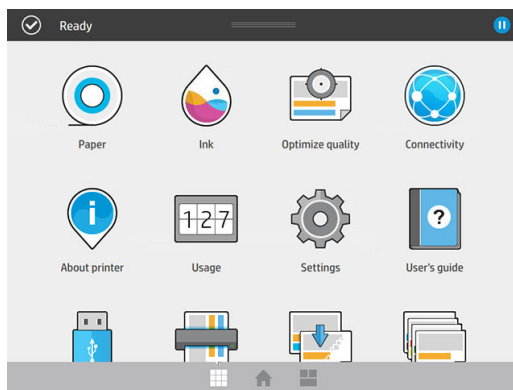 Ready
Paper
Ink
Optimize quality
Connectivity
i
About printer
127
Usage
Settings
?
User's guide